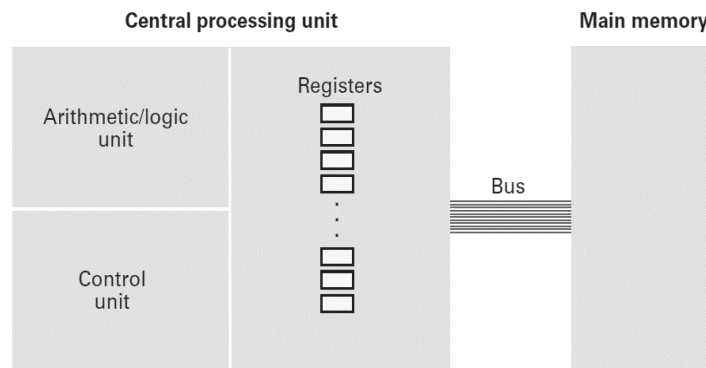 Central processing unit
Main memory
Arithmetic/logic
unit
Registers
Bus
Control
unit